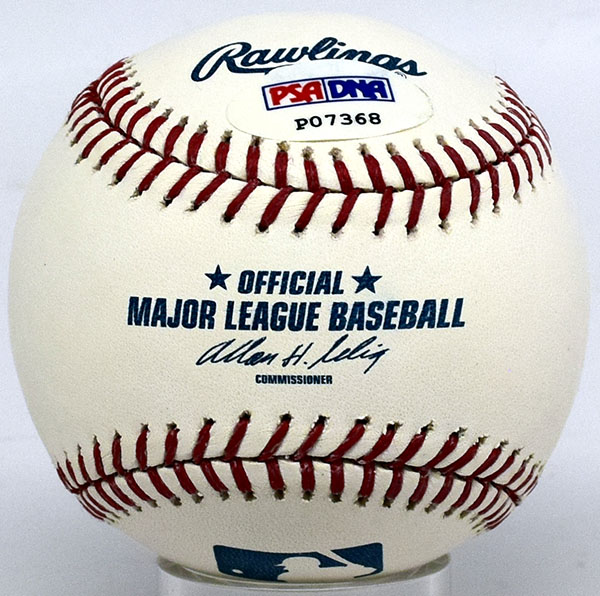 Rawlings
PSA DNA
P07368
OFFICIAL
MAJOR LEAGUE BASEBALL
Allan H. Selig
COMMISSIONER